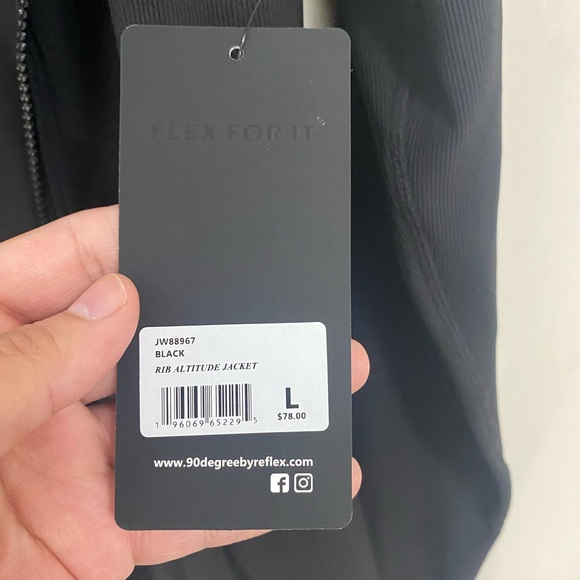 FLEX FOR IT
JW88967
BLACK
RIB ALTITUDE JACKET
L
1 96069 65229 5
$78.00
www.90degreebyreflex.com